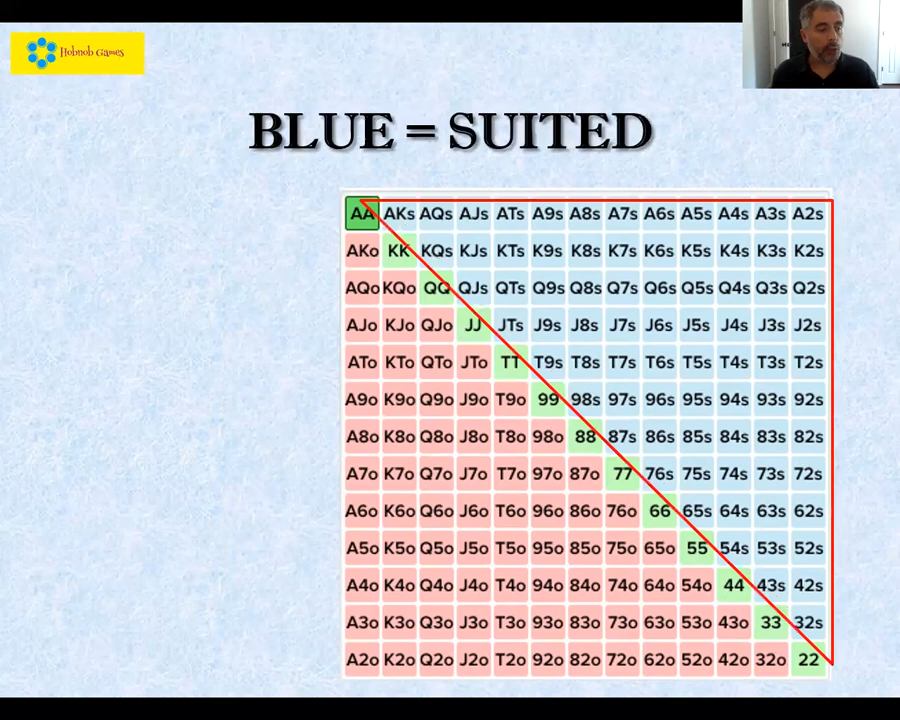 Hobnob Games
BLUE = SUITED
AA AKs AQs AJs ATs A9s A8s A7s A6s A5s A4s A3s A2s
AKo KK KQs KJs KTs K9s K8s K7s K6s K5s K4s K3s K2s
AQo KQo QQ QJs QTs Q9s Q8s Q7s Q6s Q5s Q4s Q3s Q2s
AJo KJo QJo JJ JTs J9s J8s J7s J6s J5s J4s J3s J2s
ATo KTo QTo JTo TT T9s T8s T7s T6s T5s T4s T3s T2s
A9o K9o Q9o J9o T9o 99 98s 97s 96s 95s 94s 93s 92s
A8o K8o Q8o J8o T8o 98o 88 87s 86s 85s 84s 83s 82s
A7o K7o Q7o J7o T7o 97o 87o 77 76s 75s 74s 73s 72s
A6o K6o Q6o J6o T6o 96o 86o 76o 66 65s 64s 63s 62s
A5o K5o Q5o J5o T5o 95o 85o 75o 65o 55 54s 53s 52s
A4o K4o Q4o J4o T4o 94o 84o 74o 64o 54o 44 43s 42s
A3o K3o Q3o J3o T3o 93o 83o 73o 63o 53o 43o 33 32s
A2o K2o Q2o J2o T2o 92o 82o 72o 62o 52o 42o 32o 22